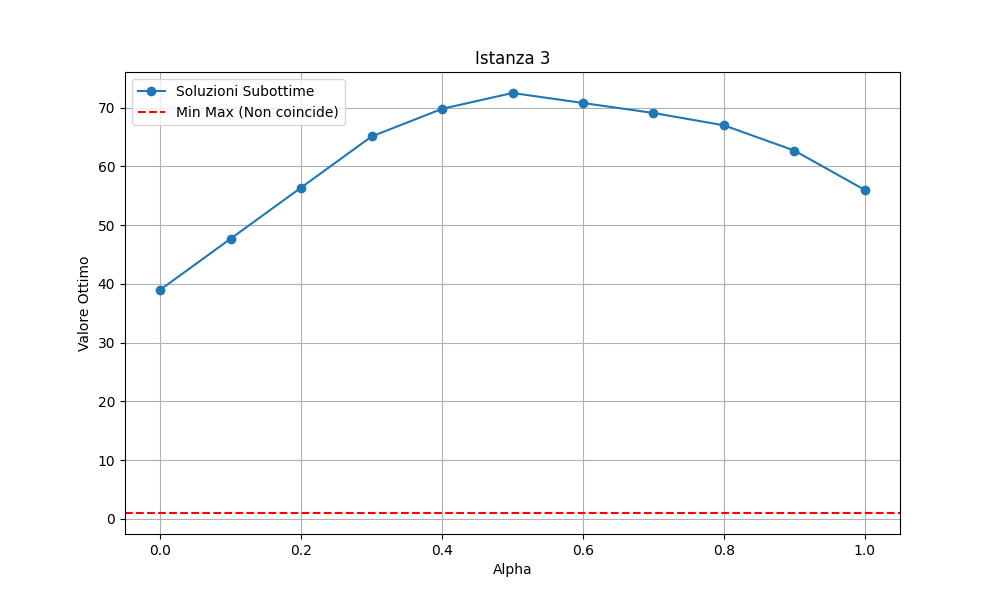 Istanza 3
Soluzioni Subottime
Min Max (Non coincide)
Valore Ottimo
70
60
50
40
30
20
10
0
0.0 0.2 0.4 0.6 0.8 1.0
Alpha